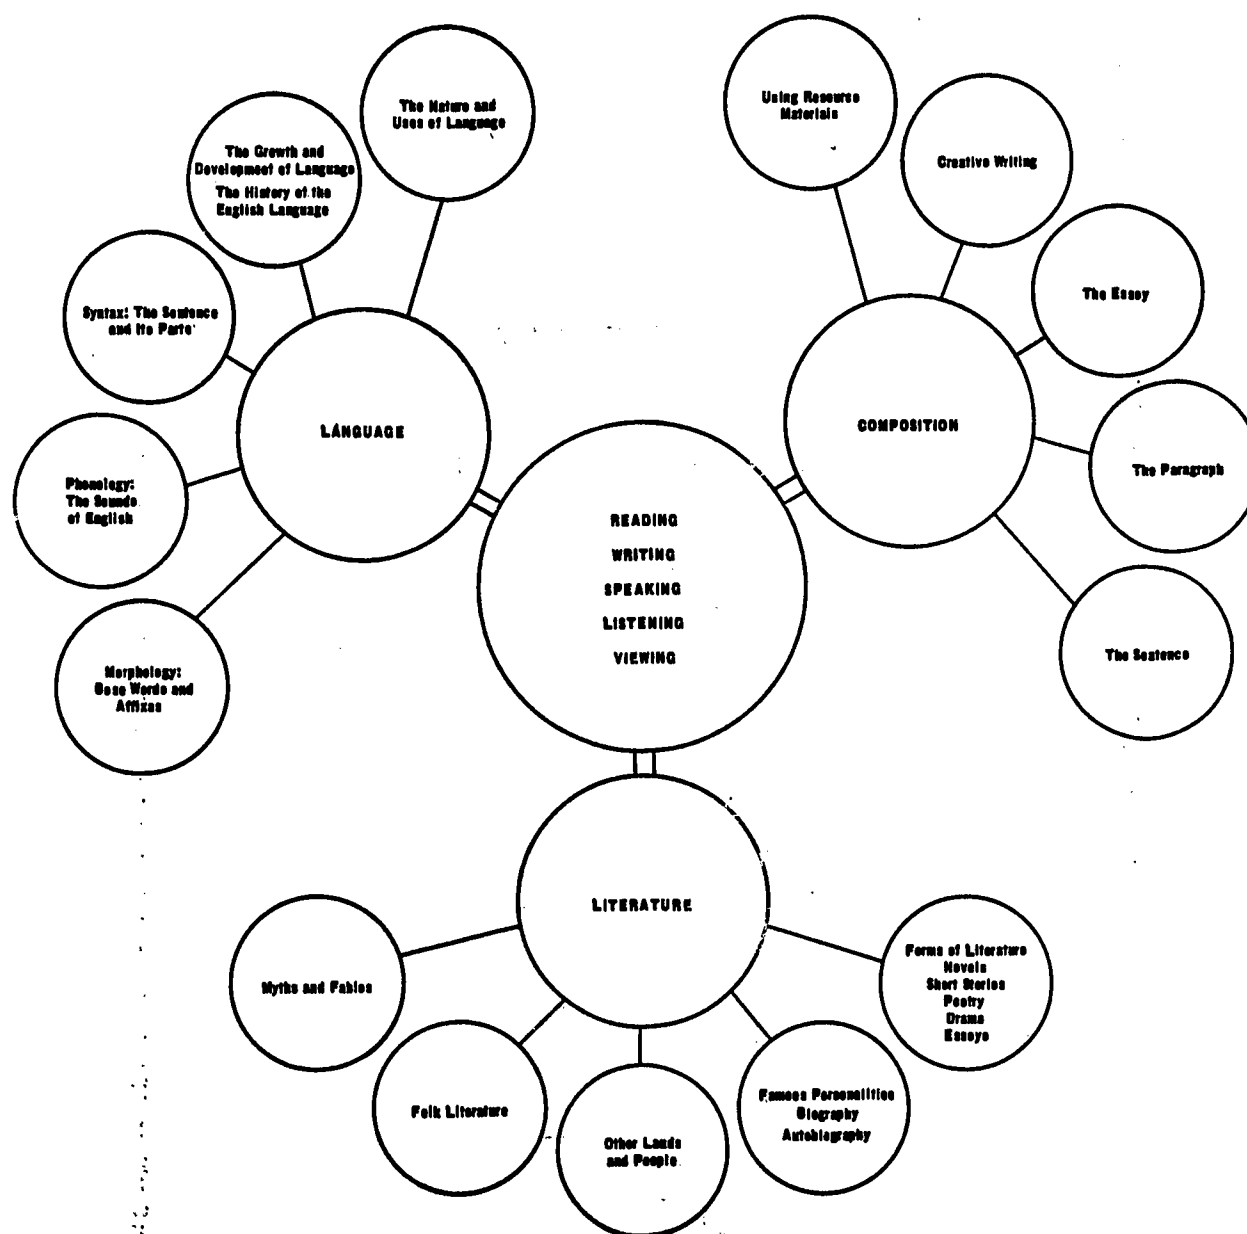 The Nature and
Uses of Language
The Growth and
Development of Language
The History of the
English Language
Syntax: The Sentence
and Its Parts
Phonology:
The Sounds
of English
Morphology:
Base Words and
Affixes
LANGUAGE
Using Resource
Materials
Creative Writing
The Essay
The Paragraph
The Sentence
COMPOSITION
READING
WRITING
SPEAKING
LISTENING
VIEWING
LITERATURE
Myths and Fables
Folk Literature
Other Lands
and People
Famous Personalities
Biography
Autobiography
Forms of Literature
Novels
Short Stories
Poetry
Drama
Essays